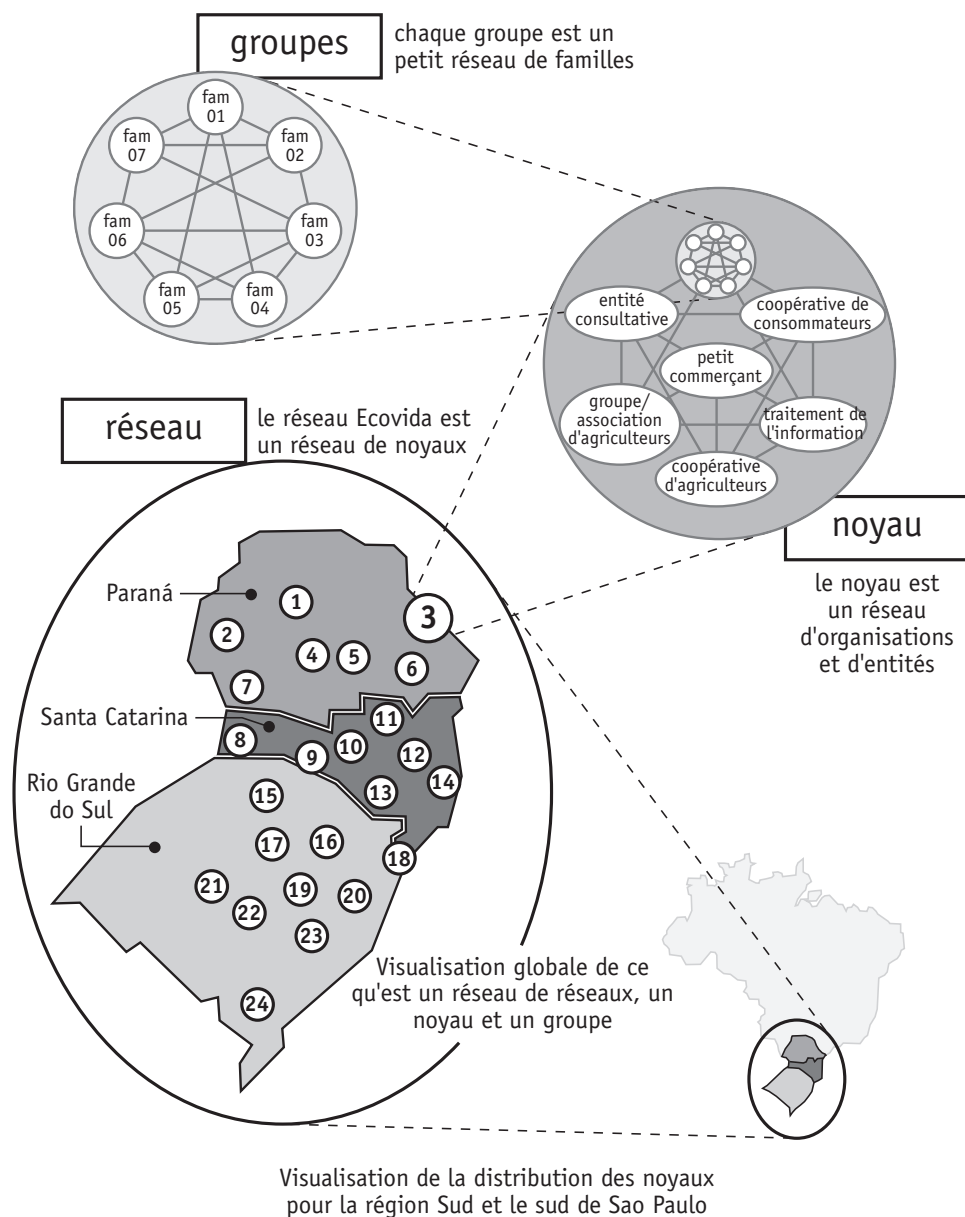 groupes
chaque groupe est un
petit réseau de familles
fam
01
fam
02
fam
03
fam
04
fam
05
fam
06
fam
07
entité
consultative
coopérative de
consommateurs
petit
commerçant
groupe/
association
d'agriculteurs
traitement de
l'information
coopérative
d'agriculteurs
noyau
le noyau est
un réseau
d'organisations
et d'entités
réseau
le réseau Ecovida est
un réseau de noyaux
Paraná
1
2
3
4
5
6
7
Santa Catarina
8
9
10
11
12
13
14
Rio Grande
do Sul
15
16
17
18
19
20
21
22
23
24
Visualisation globale de ce
qu'est un réseau de réseaux, un
noyau et un groupe
Visualisation de la distribution des noyaux
pour la région Sud et le sud de Sao Paulo